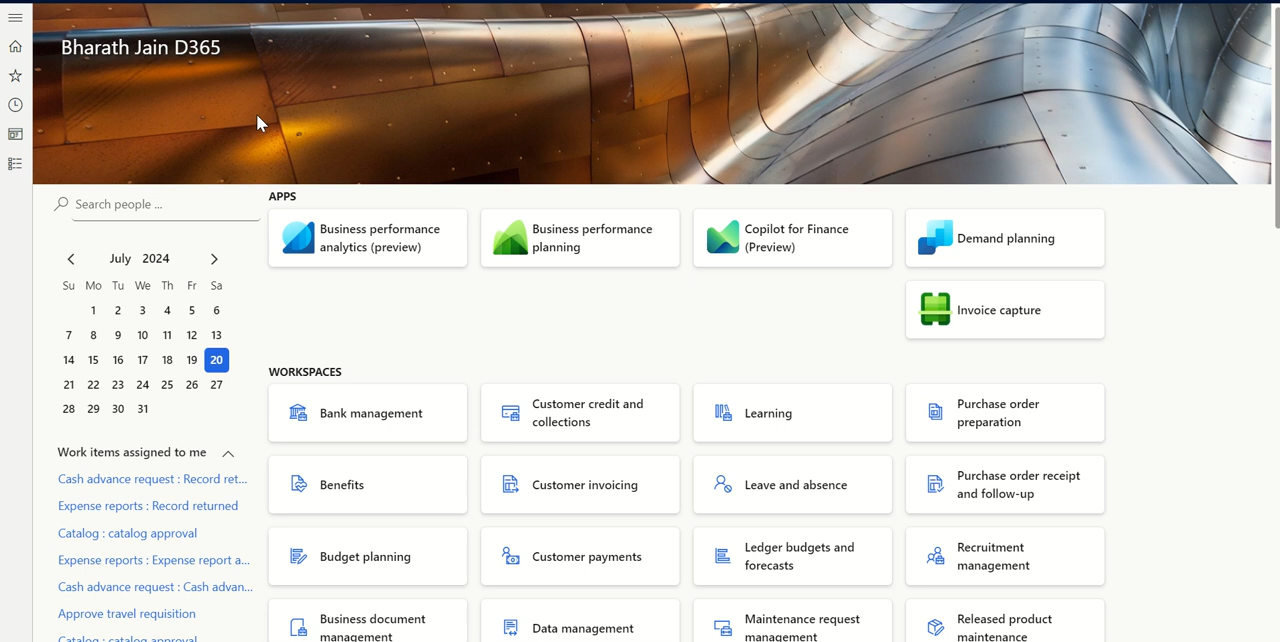 Bharath Jain D365
Search people ...
July 2024
Su Mo Tu We Th Fr Sa
1 2 3 4 5 6
7 8 9 10 11 12 13
14 15 16 17 18 19 20
21 22 23 24 25 26 27
28 29 30 31
Work items assigned to me
Cash advance request : Record ret...
Expense reports : Record returned
Catalog : catalog approval
Expense reports : Expense report a...
Cash advance request : Cash advan...
Approve travel requisition
Catalog : catalog approval
APPS
Business performance
analytics (preview)
Business performance
planning
Copilot for Finance
(Preview)
Demand planning
Invoice capture
WORKSPACES
Bank management
Customer credit and
collections
Learning
Purchase order
preparation
Benefits
Customer invoicing
Leave and absence
Purchase order receipt
and follow-up
Budget planning
Customer payments
Ledger budgets and
forecasts
Recruitment
management
Business document
management
Data management
Maintenance request
management
Released product
maintenance